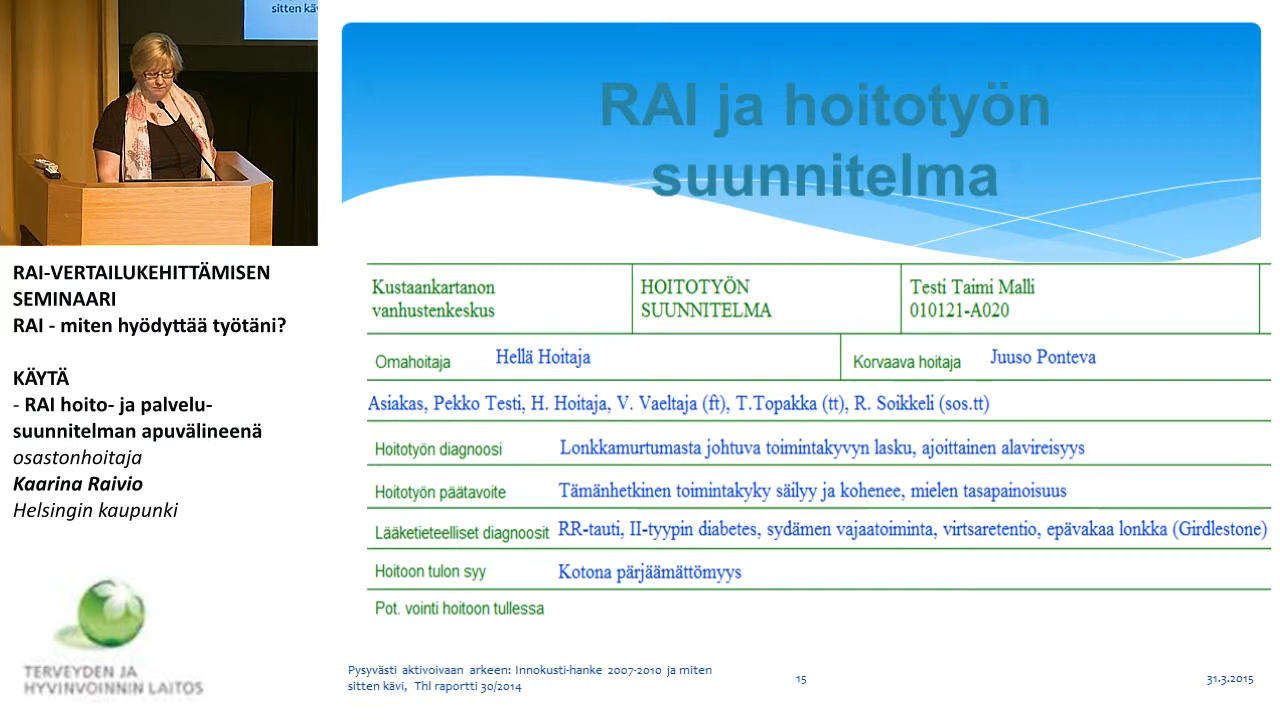 sitten käv
RAI-VERTAILUKEHITTÄMISEN
SEMINAARI
RAI - miten hyödyttää työtäni?
KÄYTÄ
- RAI hoito- ja palvelu-
suunnitelman apuvälineenä
osastonhoitaja
Kaarina Raivio
Helsingin kaupunki
TERVEYDEN JA
HYVINVOINNIN LAITOS
RAI ja hoitotyön
suunnitelma
Kustaankartanon
vanhustenkeskus
HOITOTYÖN
SUUNNITELMA
Testi Taimi Malli
010121-A020
Omahoitaja Hellä Hoitaja
Korvaava hoitaja Juuso Ponteva
Asiakas, Pekko Testi, H. Hoitaja, V. Vaeltaja (ft), T.Topakka (tt), R. Soikkeli (sos.tt)
Hoitotyön diagnoosi Lonkkamurtumasta johtuva toimintakyvyn lasku, ajoittainen alavireisyys
Hoitotyön päätavoite Tämänhetkinen toimintakyky säilyy ja kohenee, mielen tasapainoisuus
Lääketieteelliset diagnoosit RR-tauti, II-tyypin diabetes, sydämen vajaatoiminta, virtsaretentio, epävakaa lonkka (Girdlestone)
Hoitoon tulon syy Kotona pärjäämättömyys
Pot. vointi hoitoon tullessa
Pysyvästi aktivoivaan arkeen: Innokusti-hanke 2007-2010 ja miten
sitten kävi, Thl raportti 30/2014
15
31.3.2015